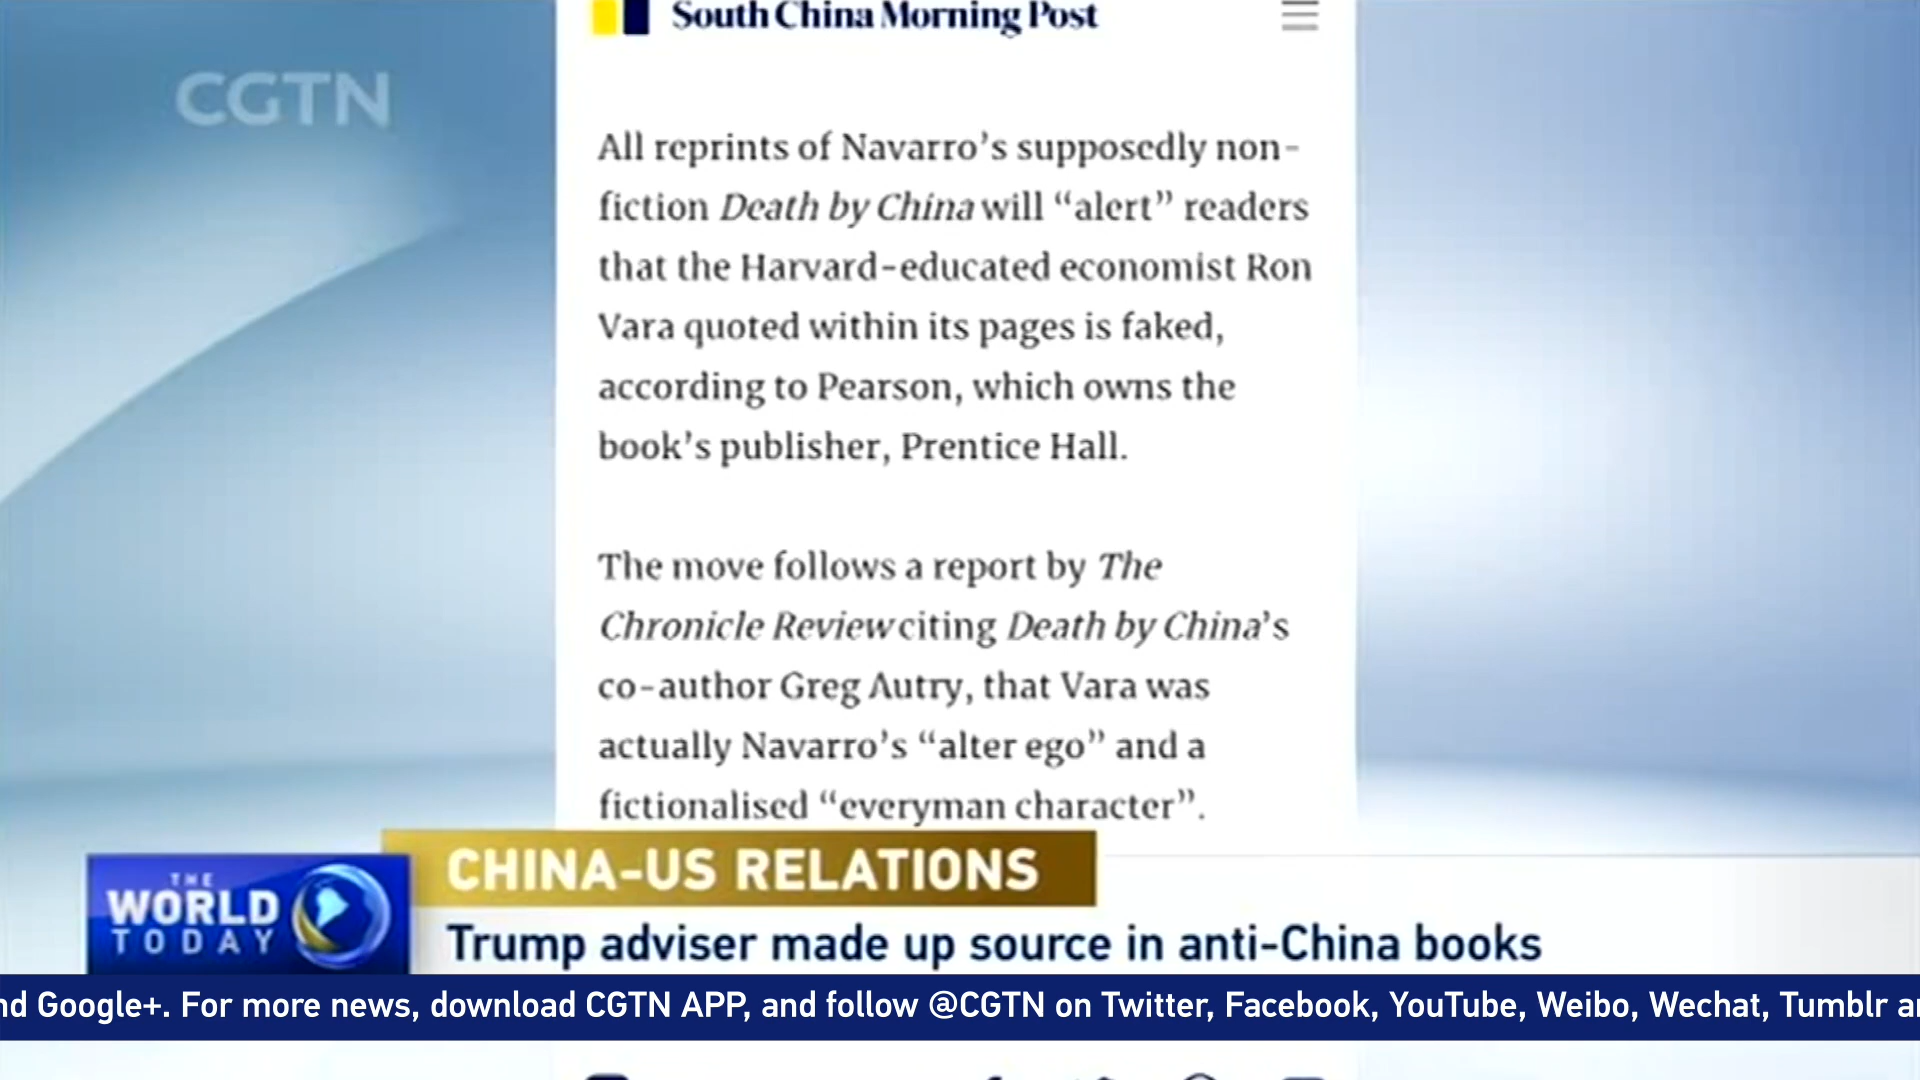 South China Morning Post
CGTN
All reprints of Navarro’s supposedly non-
fiction Death by China will “alert” readers
that the Harvard-educated economist Ron
Vara quoted within its pages is faked,
according to Pearson, which owns the
book’s publisher, Prentice Hall.
The move follows a report by The
Chronicle Review citing Death by China’s
co-author Greg Autry, that Vara was
actually Navarro’s “alter ego” and a
fictionalised “everyman character”.
CHINA-US RELATIONS
THE
WORLD
TODAY
Trump adviser made up source in anti-China books
Google+. For more news, download CGTN APP, and follow @CGTN on Twitter, Facebook, YouTube, Weibo, Wechat, Tumblr